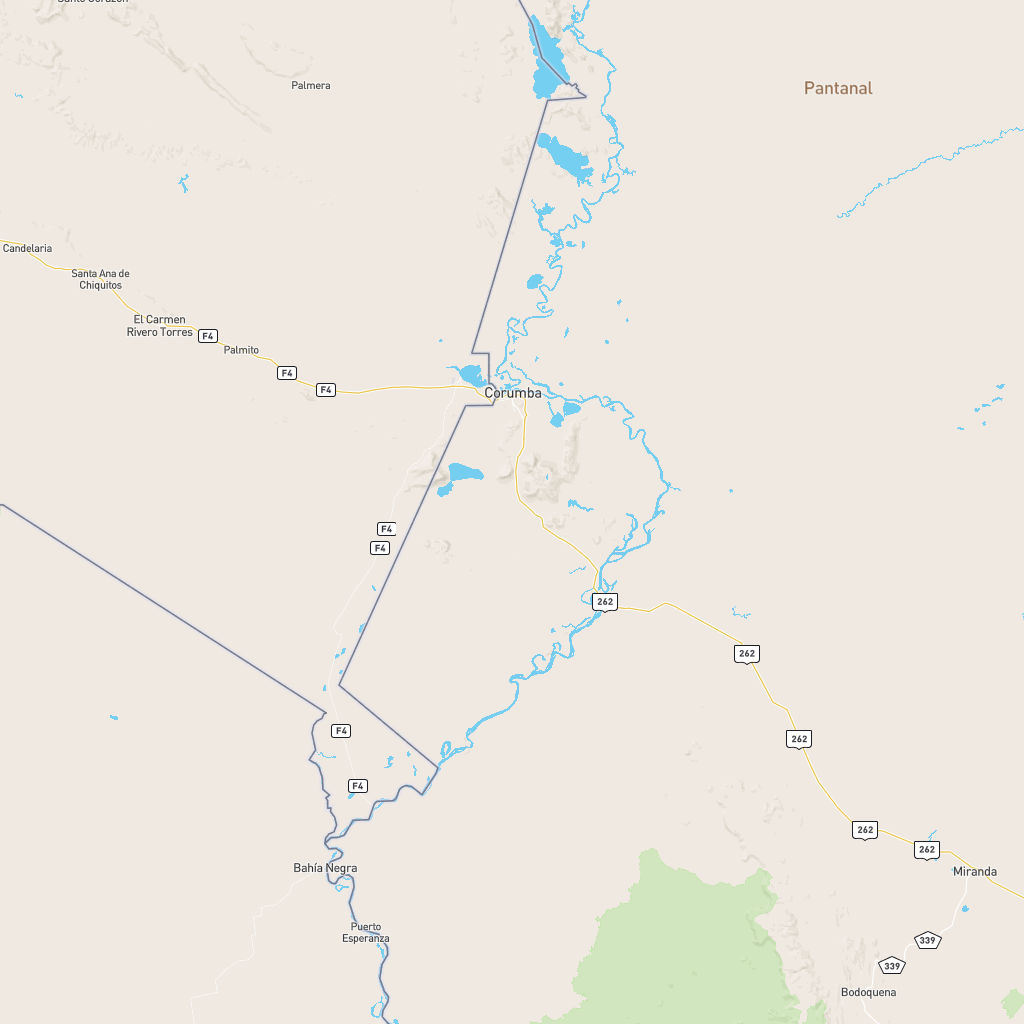 Santo Corazón
Palmera
Pantanal
Candelaria
Santa Ana de
Chiquitos
El Carmen
Rivero Torres
F4
Palmito
F4
F4
Corumba
F4
F4
262
262
F4
262
F4
262
262
Bahía Negra
Miranda
Puerto
Esperanza
339
339
Bodoquena